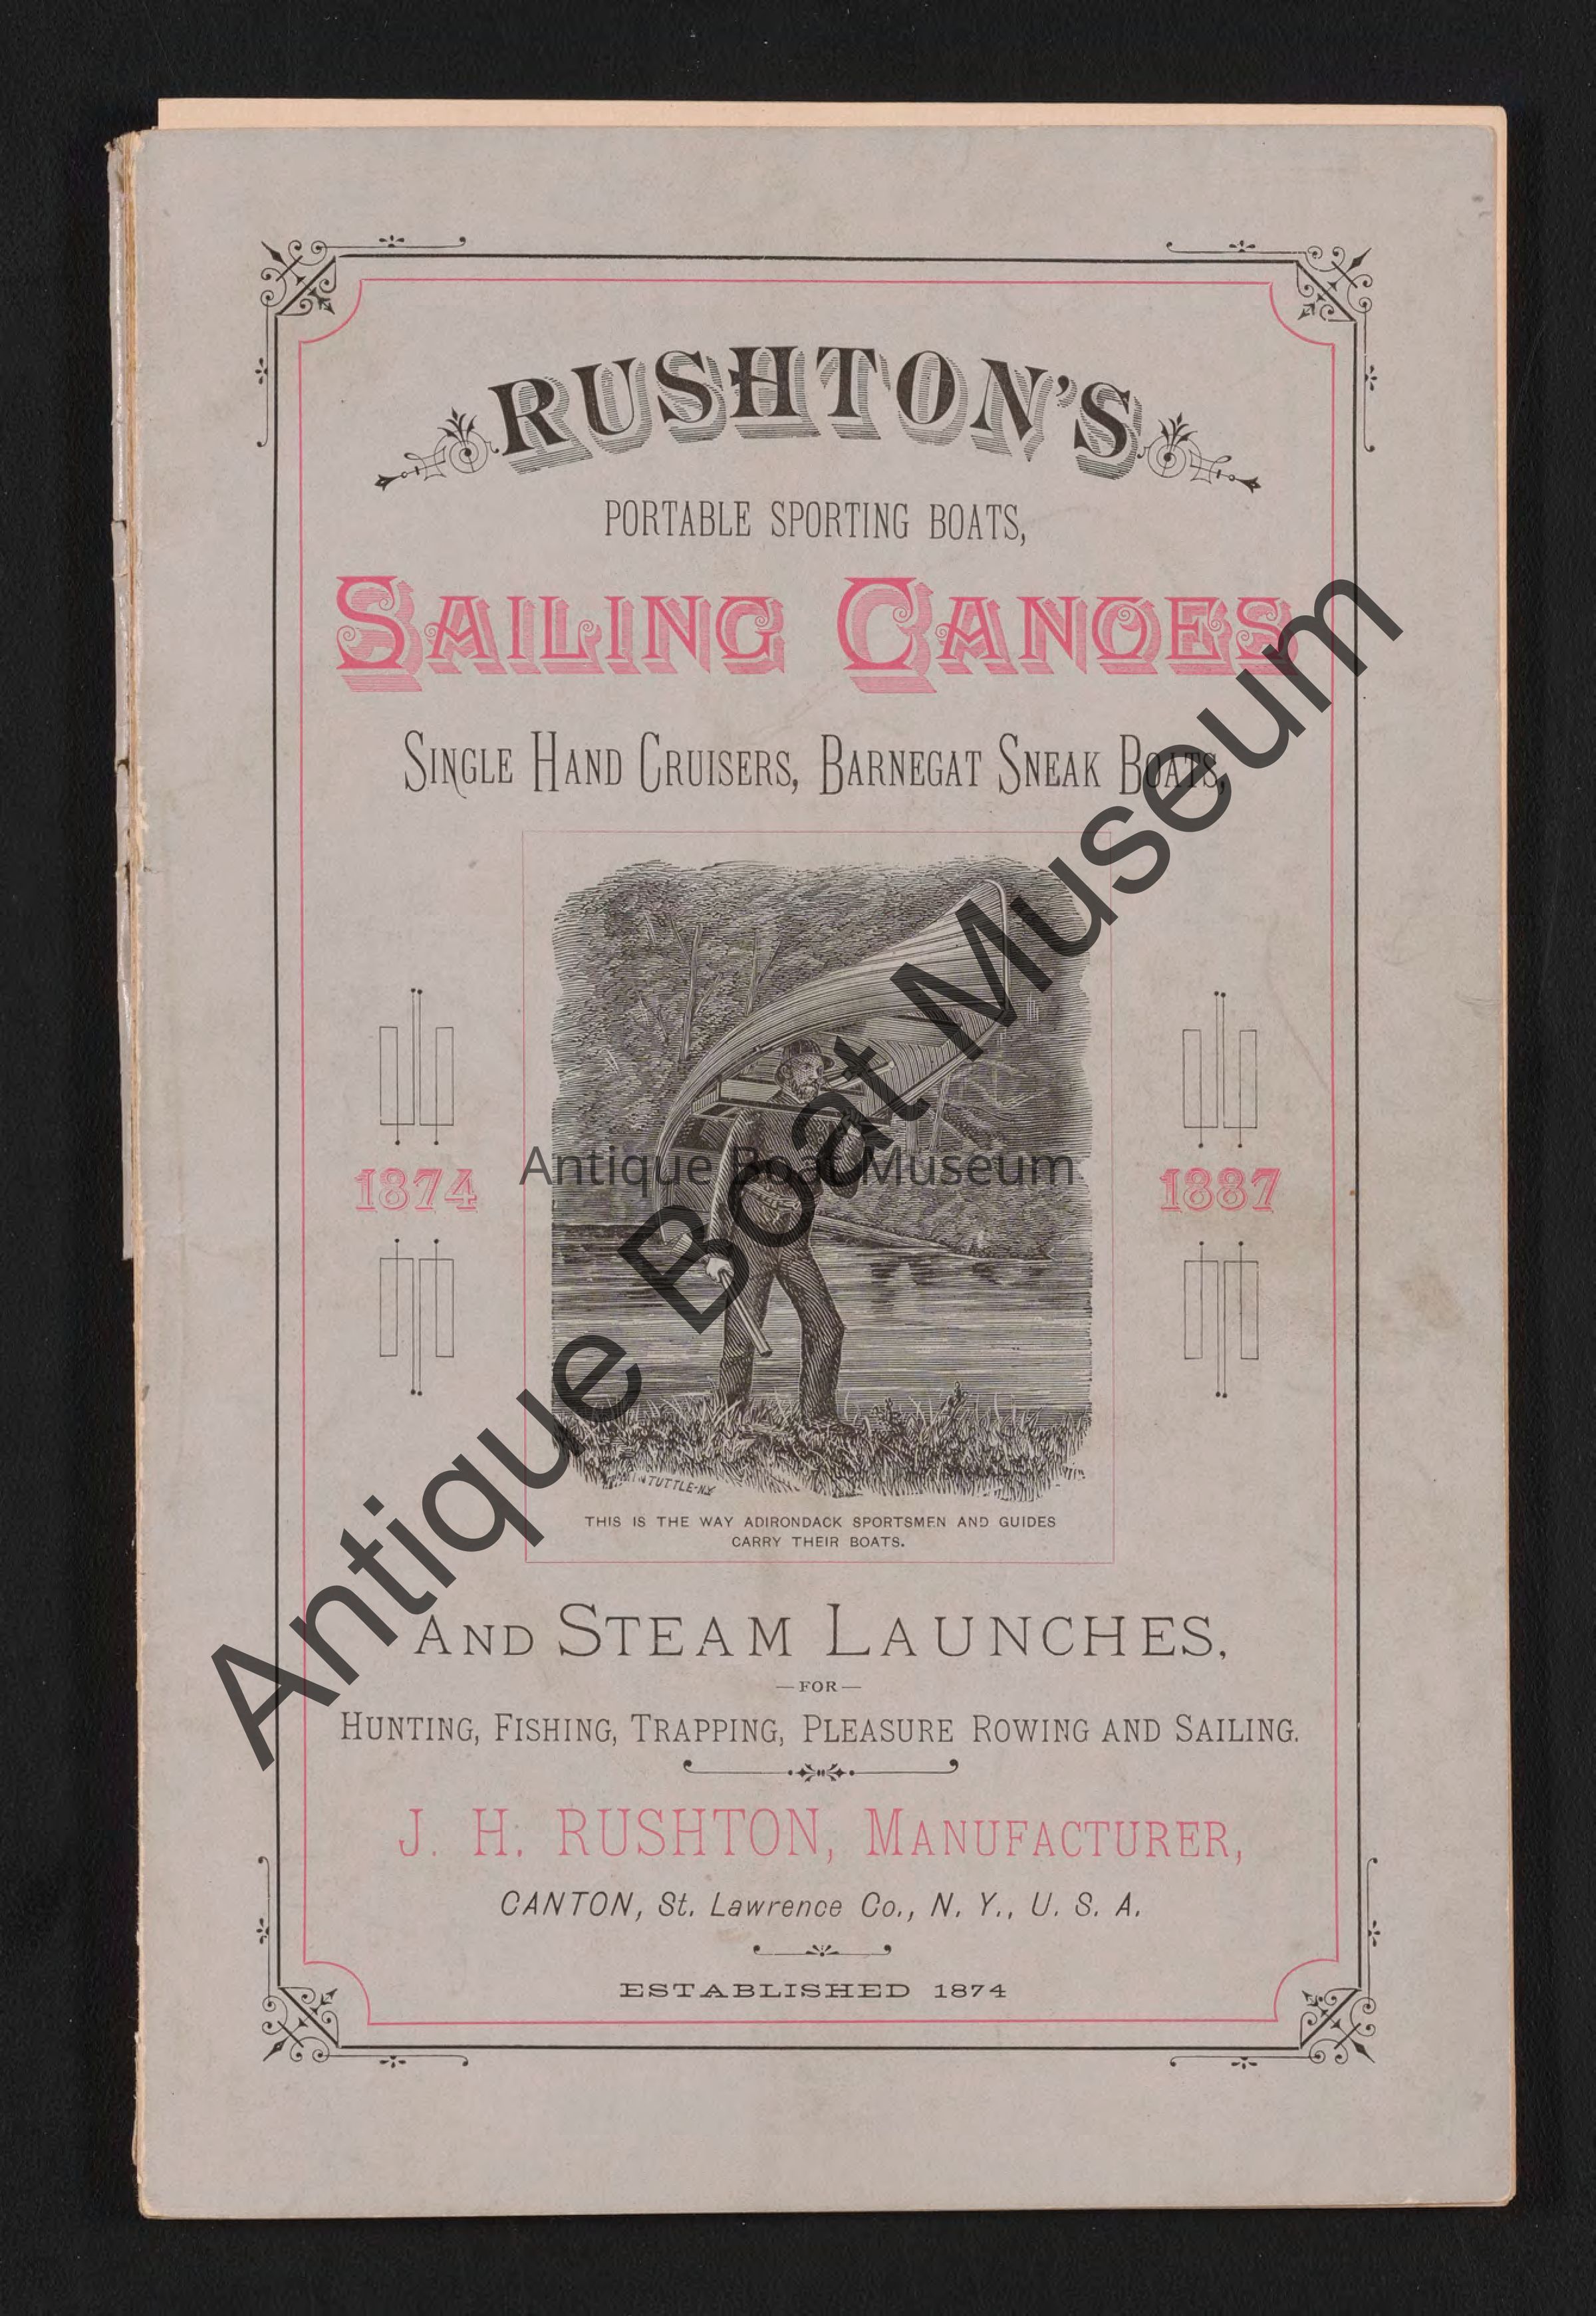 RUSHTON'S
PORTABLE SPORTING BOATS,
SAILING CANOES
SINGLE HAND CRUISERS, BARNEGAT SNEAK BOATS,
1874
1887
Antique Boat Museum
Antique Boat Museum
TUTTLE-N.Y
THIS IS THE WAY ADIRONDACK SPORTSMEN AND GUIDES
CARRY THEIR BOATS.
AND STEAM LAUNCHES,
—FOR—
HUNTING, FISHING, TRAPPING, PLEASURE ROWING AND SAILING.
J. H. RUSHTON, MANUFACTURER,
CANTON, St. Lawrence Co., N. Y., U. S. A.
ESTABLISHED 1874